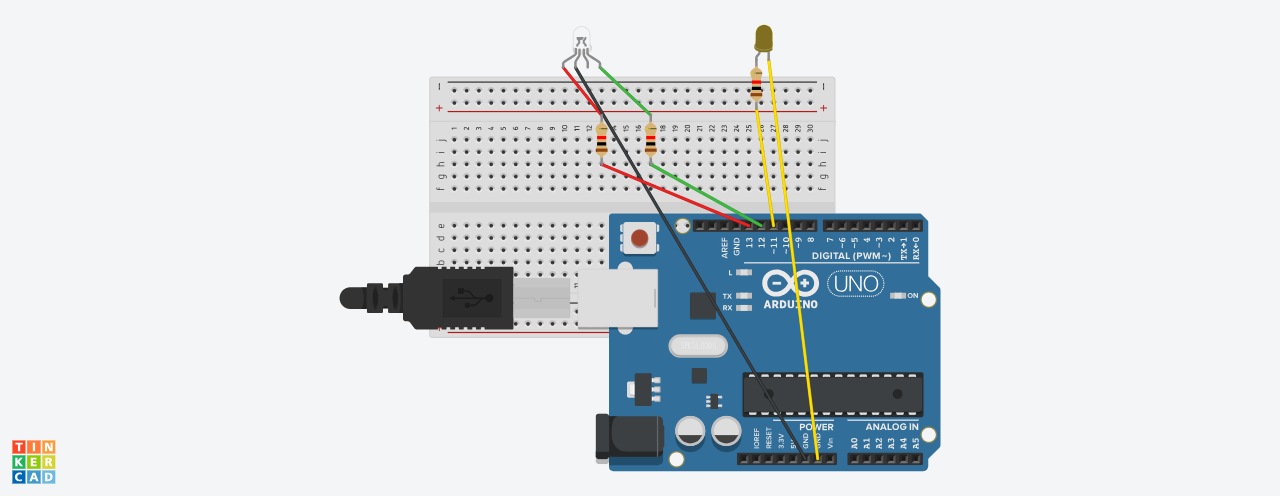 1 2 3 4 5 6 7 8 9 10 11 12 14 15 16 18 19 20 21 22 23 24 25 26 27 28 29 30
j j
i i
h h
g g
f f
e
d
c
b
AREF GND 13 12 ~11 ~10 ~9 8 7 ~6 ~5 4 ~3 2 TX→1 RX←0
DIGITAL (PWM~)
L
TX
RX
ARDUINO
UNO
ON
POWER
ANALOG IN
IOREF RESET 3.3V 5V GND GND Vin A0 A1 A2 A3 A4 A5
TIN
KER
CAD